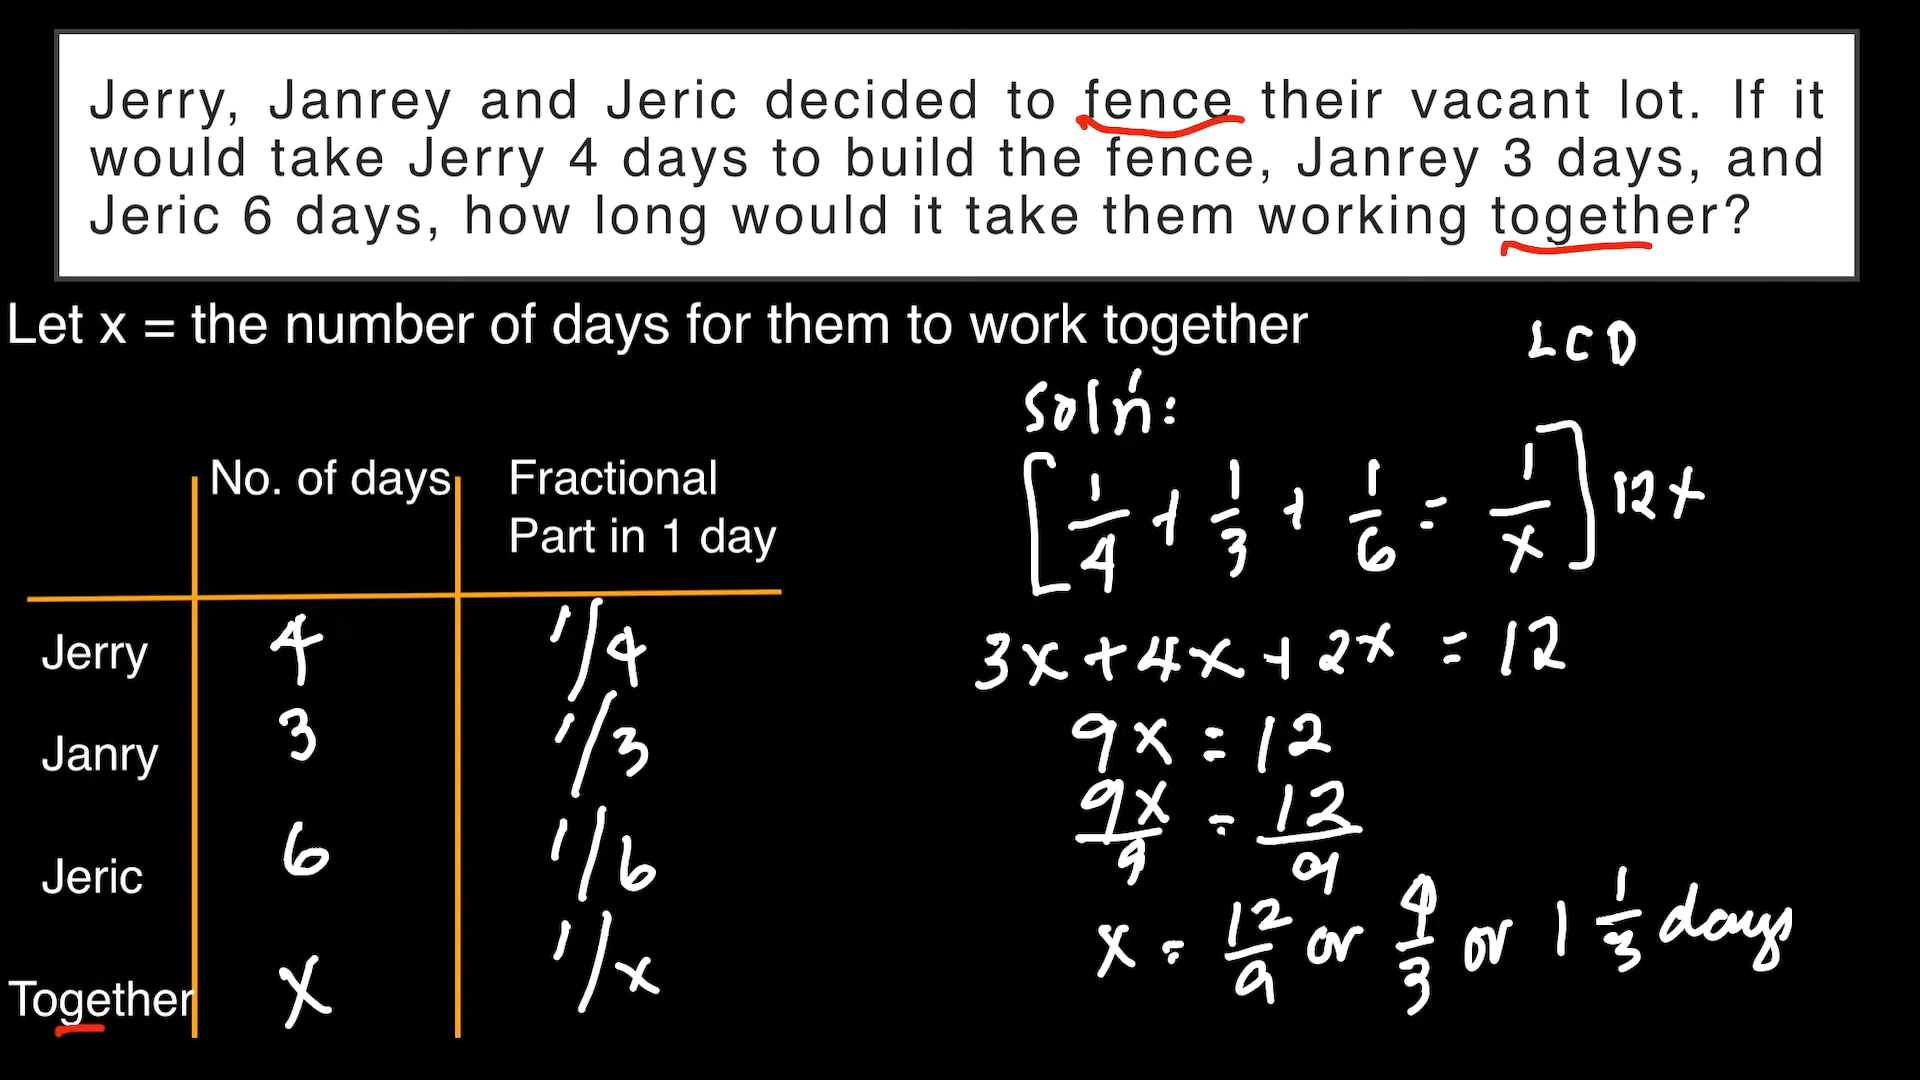 Jerry, Janrey and Jeric decided to fence their vacant lot. If it
would take Jerry 4 days to build the fence, Janrey 3 days, and
Jeric 6 days, how long would it take them working together?
Let x = the number of days for them to work together
LCD
Sol'n:
[1/4 + 1/3 + 1/6 = 1/x] 12x
3x + 4x + 2x = 12
9x = 12
9x/9 = 12/9
x = 12/9 or 4/3 or 1 1/3 days
No. of days Fractional
Part in 1 day
Jerry 4 1/4
Janry 3 1/3
Jeric 6 1/6
Together x 1/x